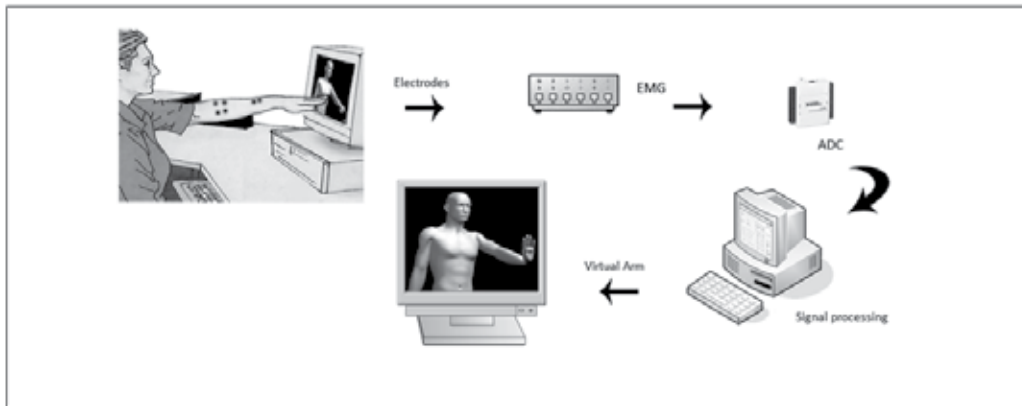 Electrodes
EMG
ADC
Signal processing
Virtual Arm